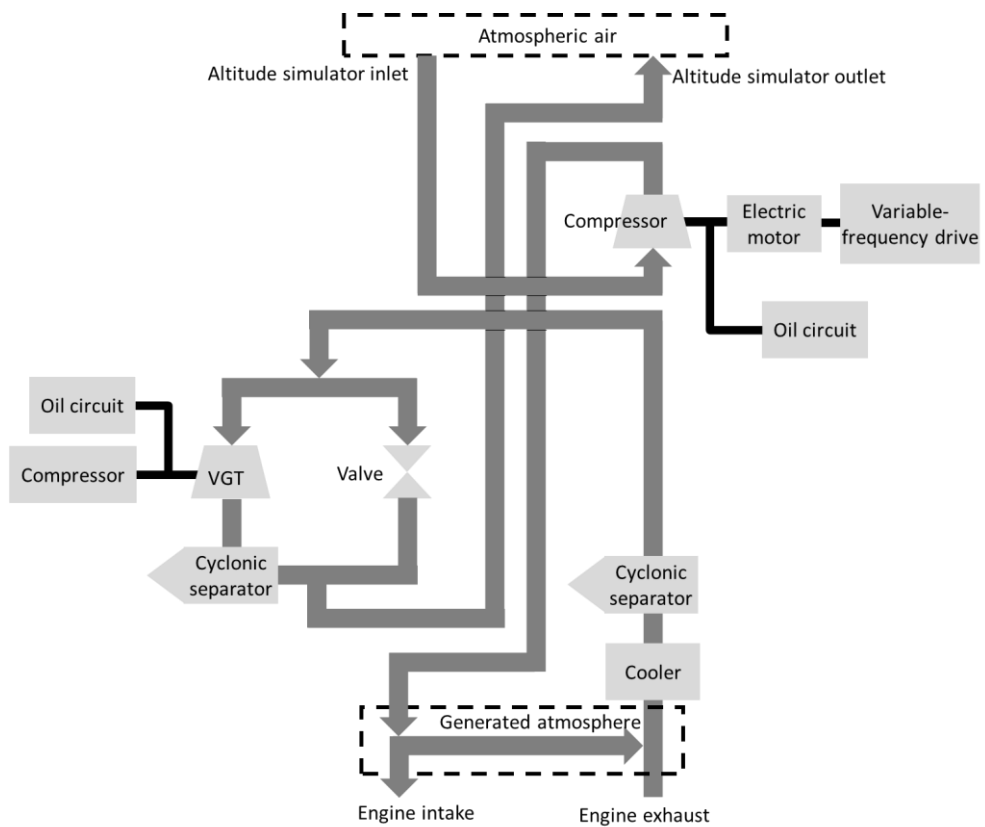 Atmospheric air
Altitude simulator inlet
Altitude simulator outlet
Compressor
Electric
motor
Variable-
frequency drive
Oil circuit
Oil circuit
Compressor
VGT
Valve
Cyclonic
separator
Cyclonic
separator
Cooler
Generated atmosphere
Engine intake
Engine exhaust